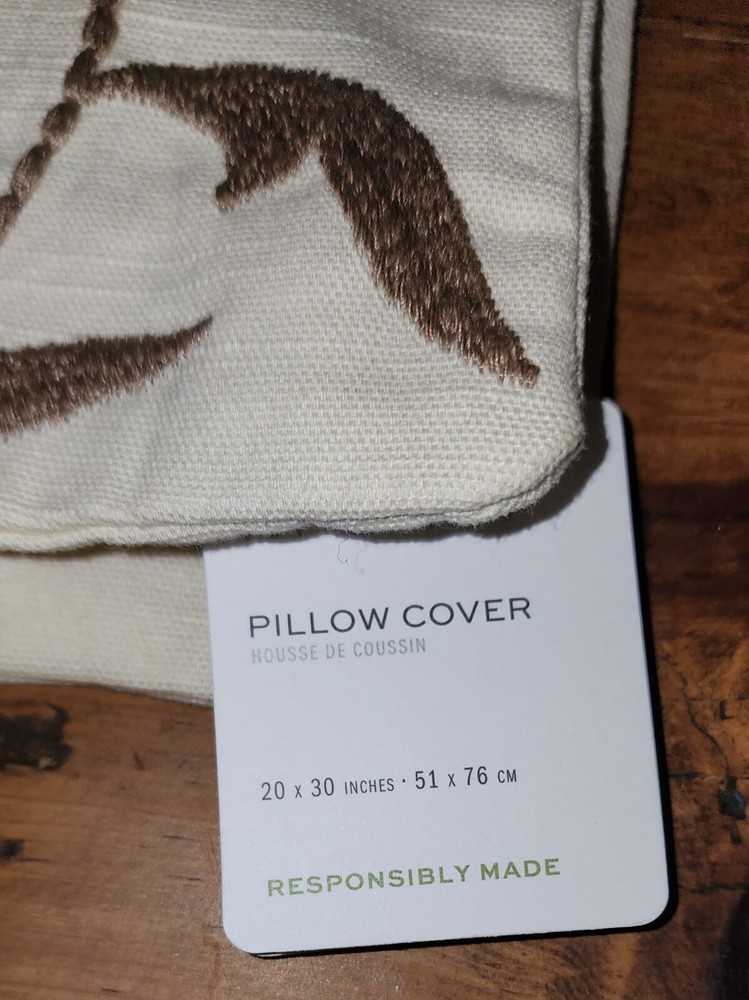 PILLOW COVER
HOUSSE DE COUSSIN
20 x 30 INCHES · 51 x 76 CM
RESPONSIBLY MADE